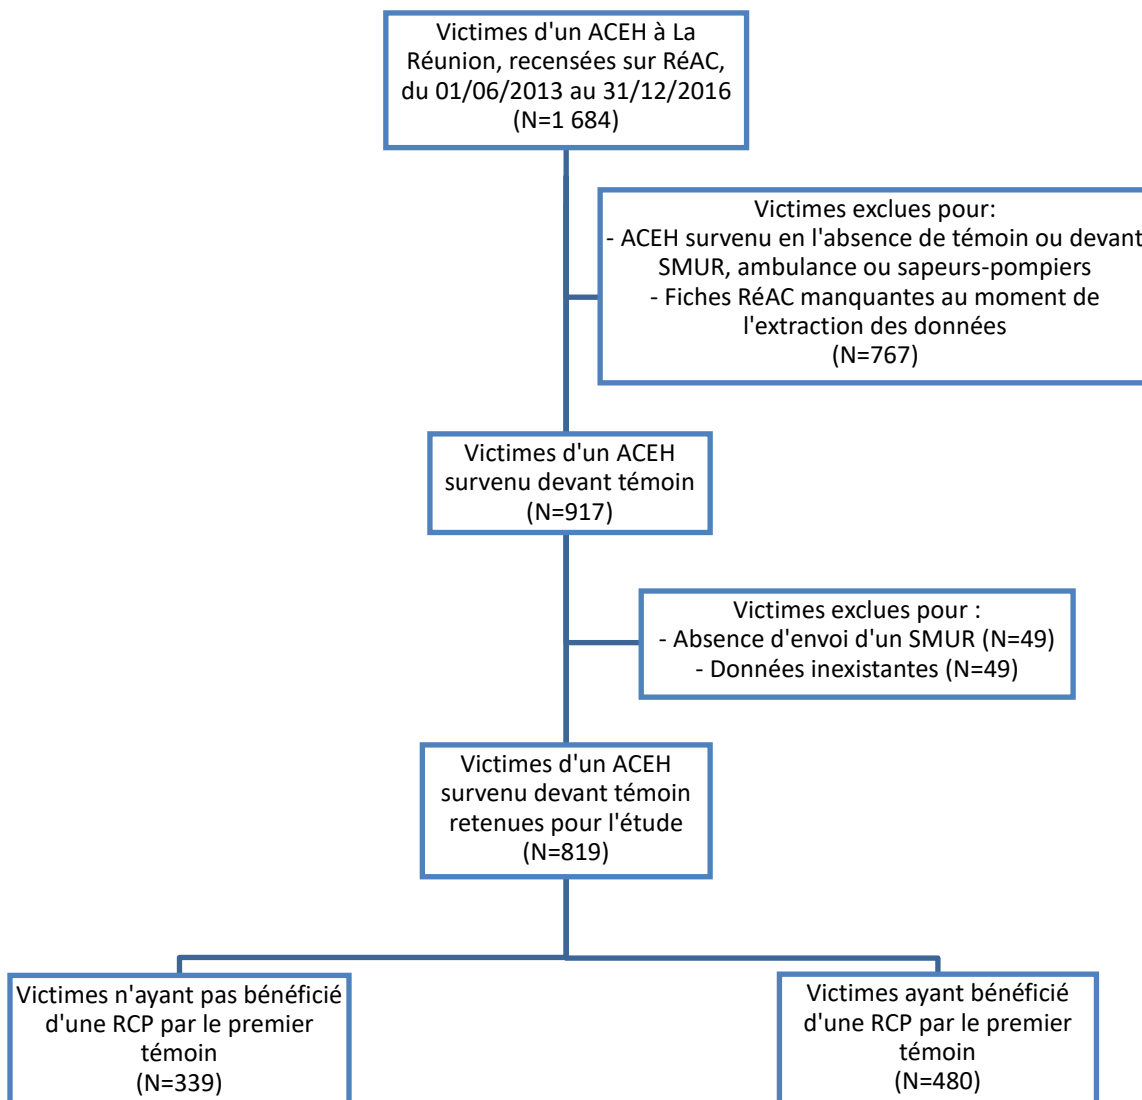 Victimes d'un ACEH à La
Réunion, recensées sur RéAC,
du 01/06/2013 au 31/12/2016
(N=1 684)
Victimes exclues pour:
- ACEH survenu en l'absence de témoin ou devant
SMUR, ambulance ou sapeurs-pompiers
- Fiches RéAC manquantes au moment de
l'extraction des données
(N=767)
Victimes d'un ACEH
survenu devant témoin
(N=917)
Victimes exclues pour :
- Absence d'envoi d'un SMUR (N=49)
- Données inexistantes (N=49)
Victimes d'un ACEH
survenu devant témoin
retenues pour l'étude
(N=819)
Victimes n'ayant pas bénéficié
d'une RCP par le premier
témoin
(N=339)
Victimes ayant bénéficié
d'une RCP par le premier
témoin
(N=480)